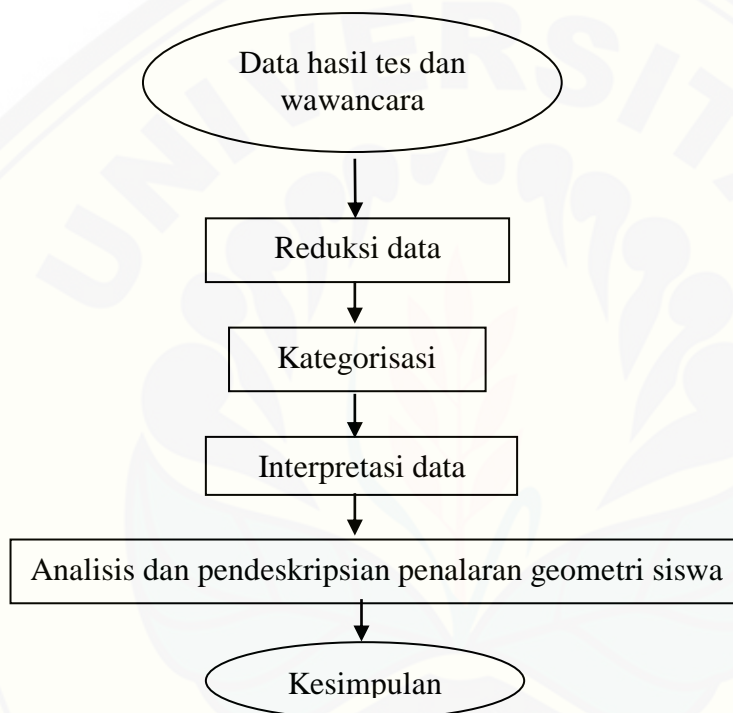 Data hasil tes dan
wawancara
Reduksi data
Kategorisasi
Interpretasi data
Analisis dan pendeskripsian penalaran geometri siswa
Kesimpulan